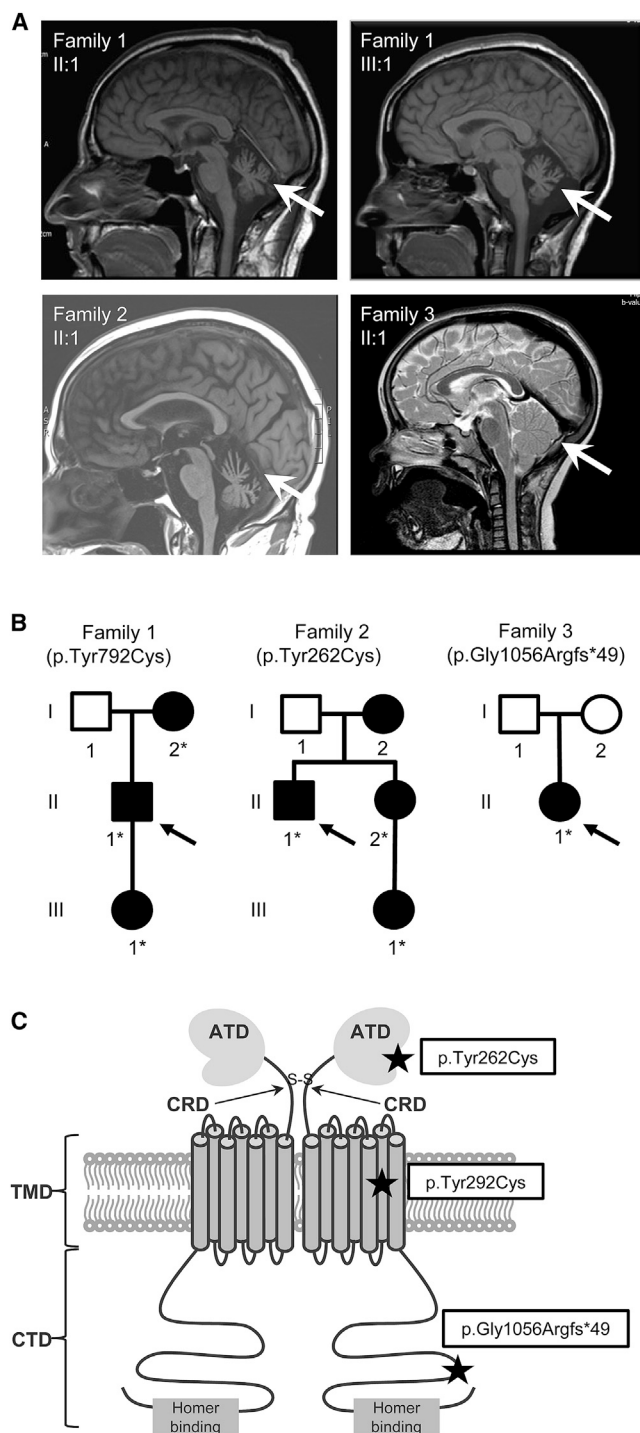 A
Family 1
II:1
Family 1
III:1
A
Family 2
II:1
Family 3
II:1
b-valu
B
Family 1
(p.Tyr792Cys)
Family 2
(p.Tyr262Cys)
Family 3
(p.Gly1056Argfs*49)
I
1
2*
II
1*
III
1*
I
1
2
II
1*
2*
III
1*
I
1
2
II
1*
C
ATD
ATD
p.Tyr262Cys
S-S
CRD
CRD
TMD
p.Tyr292Cys
CTD
p.Gly1056Argfs*49
Homer
binding
Homer
binding